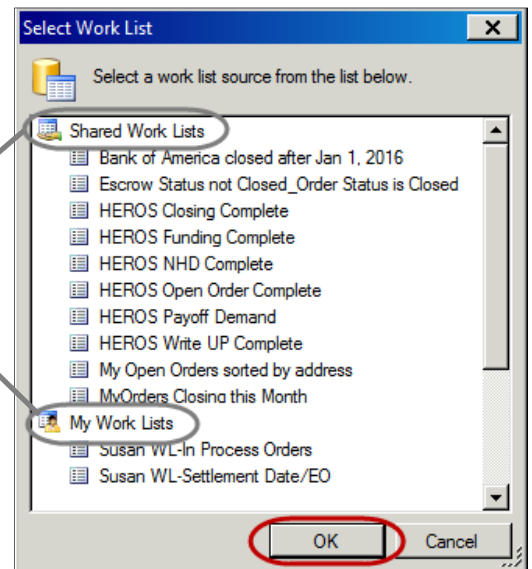 Select Work List
Select a work list source from the list below.
Shared Work Lists
Bank of America closed after Jan 1, 2016
Escrow Status not Closed_Order Status is Closed
HEROS Closing Complete
HEROS Funding Complete
HEROS NHD Complete
HEROS Open Order Complete
HEROS Payoff Demand
HEROS Write UP Complete
My Open Orders sorted by address
MyOrders Closing this Month
My Work Lists
Susan WL-In Process Orders
Susan WL-Settlement Date/EO
OK Cancel